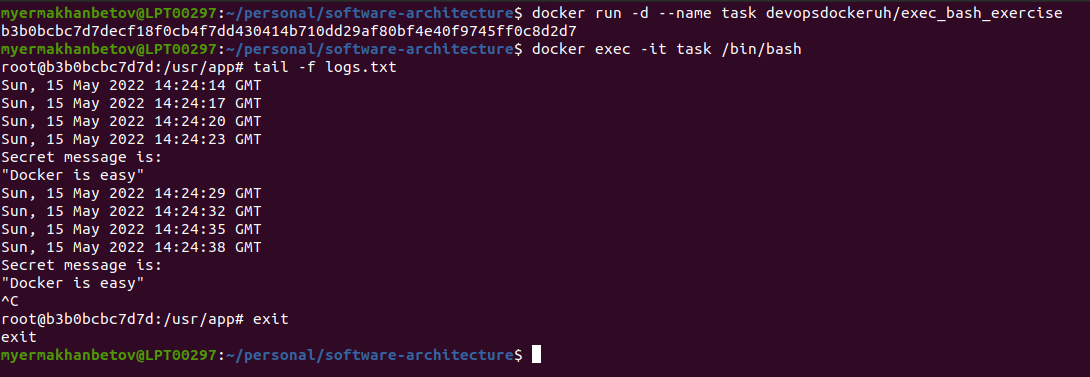 myermakhanbetov@LPT00297:~/personal/software-architecture$ docker run -d --name task devopsdockeruh/exec_bash_exercise
b3b0bcbc7d7decf18f0cb4f7dd430414b710dd29af80bf4e40f9745ff0c8d2d7
myermakhanbetov@LPT00297:~/personal/software-architecture$ docker exec -it task /bin/bash
root@b3b0bcbc7d7d:/usr/app# tail -f logs.txt
Sun, 15 May 2022 14:24:14 GMT
Sun, 15 May 2022 14:24:17 GMT
Sun, 15 May 2022 14:24:20 GMT
Sun, 15 May 2022 14:24:23 GMT
Secret message is:
"Docker is easy"
Sun, 15 May 2022 14:24:29 GMT
Sun, 15 May 2022 14:24:32 GMT
Sun, 15 May 2022 14:24:35 GMT
Sun, 15 May 2022 14:24:38 GMT
Secret message is:
"Docker is easy"
^C
root@b3b0bcbc7d7d:/usr/app# exit
exit
myermakhanbetov@LPT00297:~/personal/software-architecture$